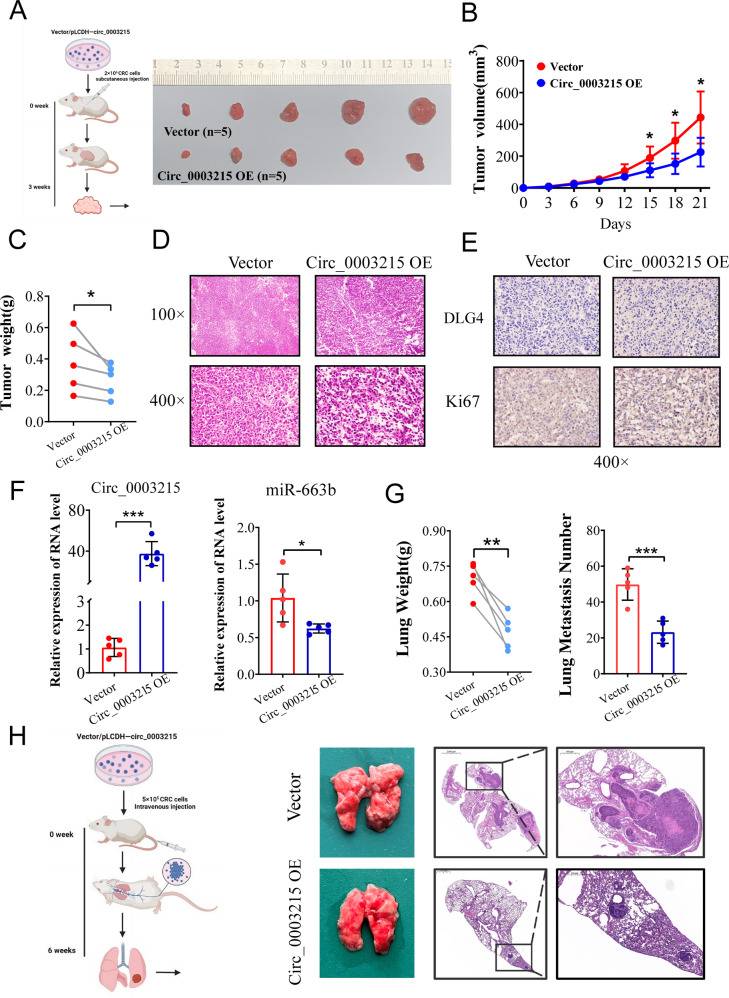 A
Vector/pLCDH—circ_0003215
2×10⁶ CRC cells
subcutaneous injection
0 week
3 weeks
1 2 3 4 5 6 7 8 9 10 11 12 13 14 15
Vector (n=5)
Circ_0003215 OE (n=5)
B
Tumor volume(mm³)
800
600
400
200
0
0 3 6 9 12 15 18 21
Days
Vector
Circ_0003215 OE
* * *
C
Tumor weight(g)
0.8
0.6
0.4
0.2
0.0
*
Vector
Circ_0003215 OE
D
Vector Circ_0003215 OE
100×
400×
E
Vector Circ_0003215 OE
DLG4
Ki67
400×
F
Circ_0003215
Relative expression of RNA level
80
40
3
2
1
0
***
Vector
Circ_0003215 OE
miR-663b
Relative expression of RNA level
2.0
1.5
1.0
0.5
0.0
*
Vector
Circ_0003215 OE
G
Lung Weight(g)
0.90
0.75
0.60
0.45
0.30
**
Vector
Circ_0003215 OE
Lung Metastasis Number
80
60
40
20
0
***
Vector
Circ_0003215 OE
H
Vector/pLCDH—circ_0003215
5×10⁶ CRC cells
Intravenous injection
0 week
6 weeks
Vector
Circ_0003215 OE